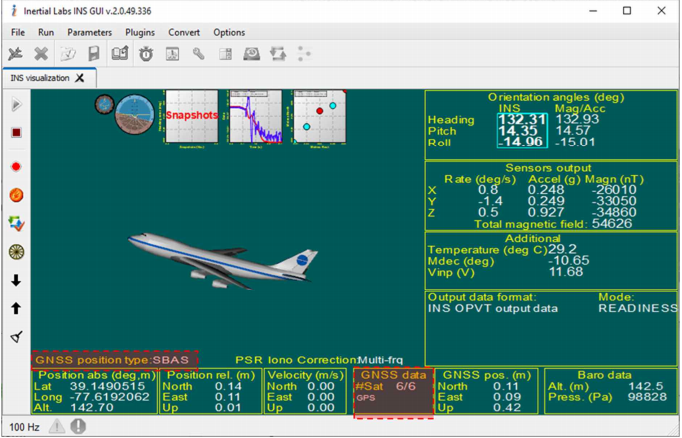 Inertial Labs INS GUI v.2.0.49.336
File Run Parameters Plugins Convert Options
INS visualization
Snapshots
Orientation angles (deg)
INS Mag/Acc
Heading 132.31 132.93
Pitch 14.35 14.57
Roll -14.96 -15.01
Sensors output
Rate (deg/s) Accel (g) Magn (nT)
X 0.8 0.248 -26010
Y -1.4 0.249 -33050
Z 0.5 0.927 -34860
Total magnetic field: 54626
Additional
Temperature (deg C) 29.2
Mdec (deg) -10.65
Vinp (V) 11.68
Output data format: Mode:
INS OPVT output data READINESS
GNSS position type:SBAS PSR Iono Correction:Multi-frq
Position abs (deg,m) Position rel. (m) Velocity (m/s) GNSS data GNSS pos. (m) Baro data
Lat 39.1490515 North 0.14 North 0.00 #Sat 6/6 North 0.11 Alt. (m) 142.5
Long -77.6192062 East 0.11 East 0.00 GPS East 0.09 Press. (Pa) 98828
Alt. 142.70 Up 0.01 Up 0.00 Up 0.42
100 Hz